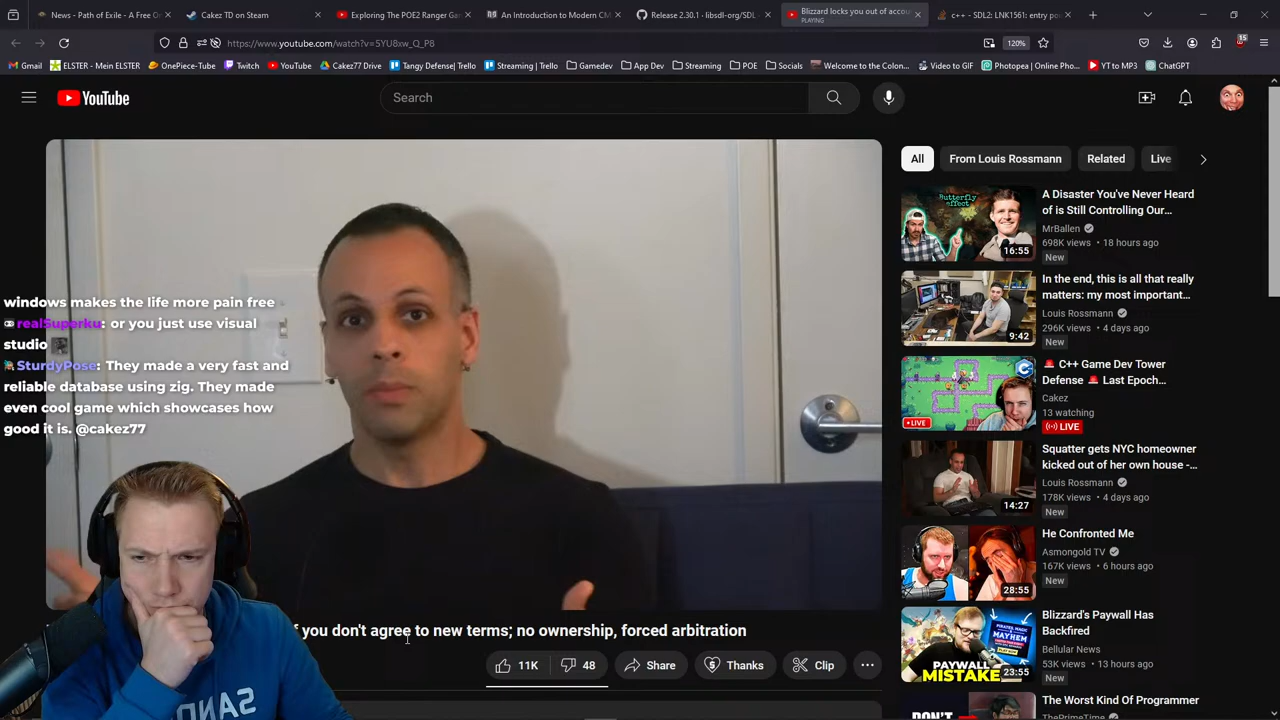 News - Path of Exile - A Free O
Cakez TD on Steam
Exploring The POE2 Ranger Gam
An Introduction to Modern CM
Release 2.30.1 · libsdl-org/SDL
Blizzard locks you out of accou
PLAYING
c++ - SDL2: LNK1561: entry po
https://www.youtube.com/watch?v=5YU8xw_Q_P8
120%
15
Gmail
ELSTER - Mein ELSTER
OnePiece-Tube
Twitch
YouTube
Cakez77 Drive
Tangy Defense| Trello
Streaming | Trello
Gamedev
App Dev
Streaming
POE
Socials
Welcome to the Colon...
Video to GIF
Photopea | Online Pho...
YT to MP3
ChatGPT
YouTube
Search
All
From Louis Rossmann
Related
Live
Butterfly
effect
16:55
A Disaster You've Never Heard
of is Still Controlling Our...
MrBallen
698K views • 18 hours ago
New
9:42
In the end, this is all that really
matters: my most important...
Louis Rossmann
296K views • 4 days ago
New
LIVE
🚨 C++ Game Dev Tower
Defense 🚨 Last Epoch...
Cakez
13 watching
LIVE
14:27
Squatter gets NYC homeowner
kicked out of her own house -...
Louis Rossmann
178K views • 4 days ago
New
28:55
He Confronted Me
Asmongold TV
167K views • 6 hours ago
New
PIRATES, MAGIC
MAYHEM
PAYWALL
MISTAKE
23:55
Blizzard's Paywall Has
Backfired
Bellular News
53K views • 13 hours ago
New
DON'T
The Worst Kind Of Programmer
ThePrimeTime
windows makes the life more pain free
realSuperku: or you just use visual
studio
SturdyPose: They made a very fast and
reliable database using zig. They made
even cool game which showcases how
good it is. @cakez77
f you don't agree to new terms; no ownership, forced arbitration
11K
48
Share
Thanks
Clip
SAND